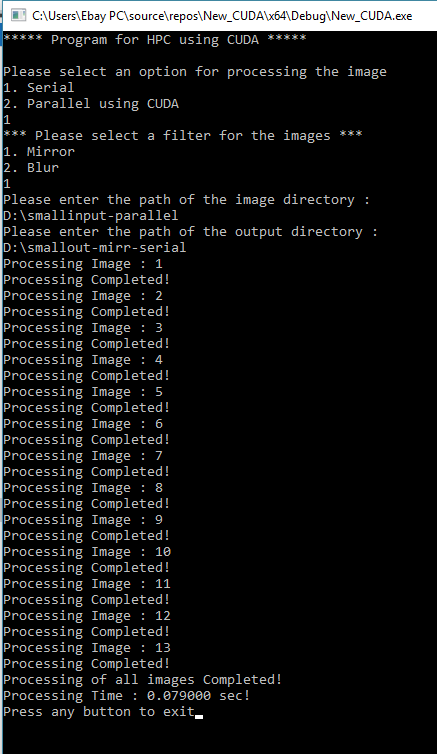 C:\Users\Ebay PC\source\repos\New_CUDA\x64\Debug\New_CUDA.exe
***** Program for HPC using CUDA *****
Please select an option for processing the image
1. Serial
2. Parallel using CUDA
1
*** Please select a filter for the images ***
1. Mirror
2. Blur
1
Please enter the path of the image directory :
D:\smallinput-parallel
Please enter the path of the output directory :
D:\smallout-mirr-serial
Processing Image : 1
Processing Completed!
Processing Image : 2
Processing Completed!
Processing Image : 3
Processing Completed!
Processing Image : 4
Processing Completed!
Processing Image : 5
Processing Completed!
Processing Image : 6
Processing Completed!
Processing Image : 7
Processing Completed!
Processing Image : 8
Processing Completed!
Processing Image : 9
Processing Completed!
Processing Image : 10
Processing Completed!
Processing Image : 11
Processing Completed!
Processing Image : 12
Processing Completed!
Processing Image : 13
Processing Completed!
Processing of all images Completed!
Processing Time : 0.079000 sec!
Press any button to exit